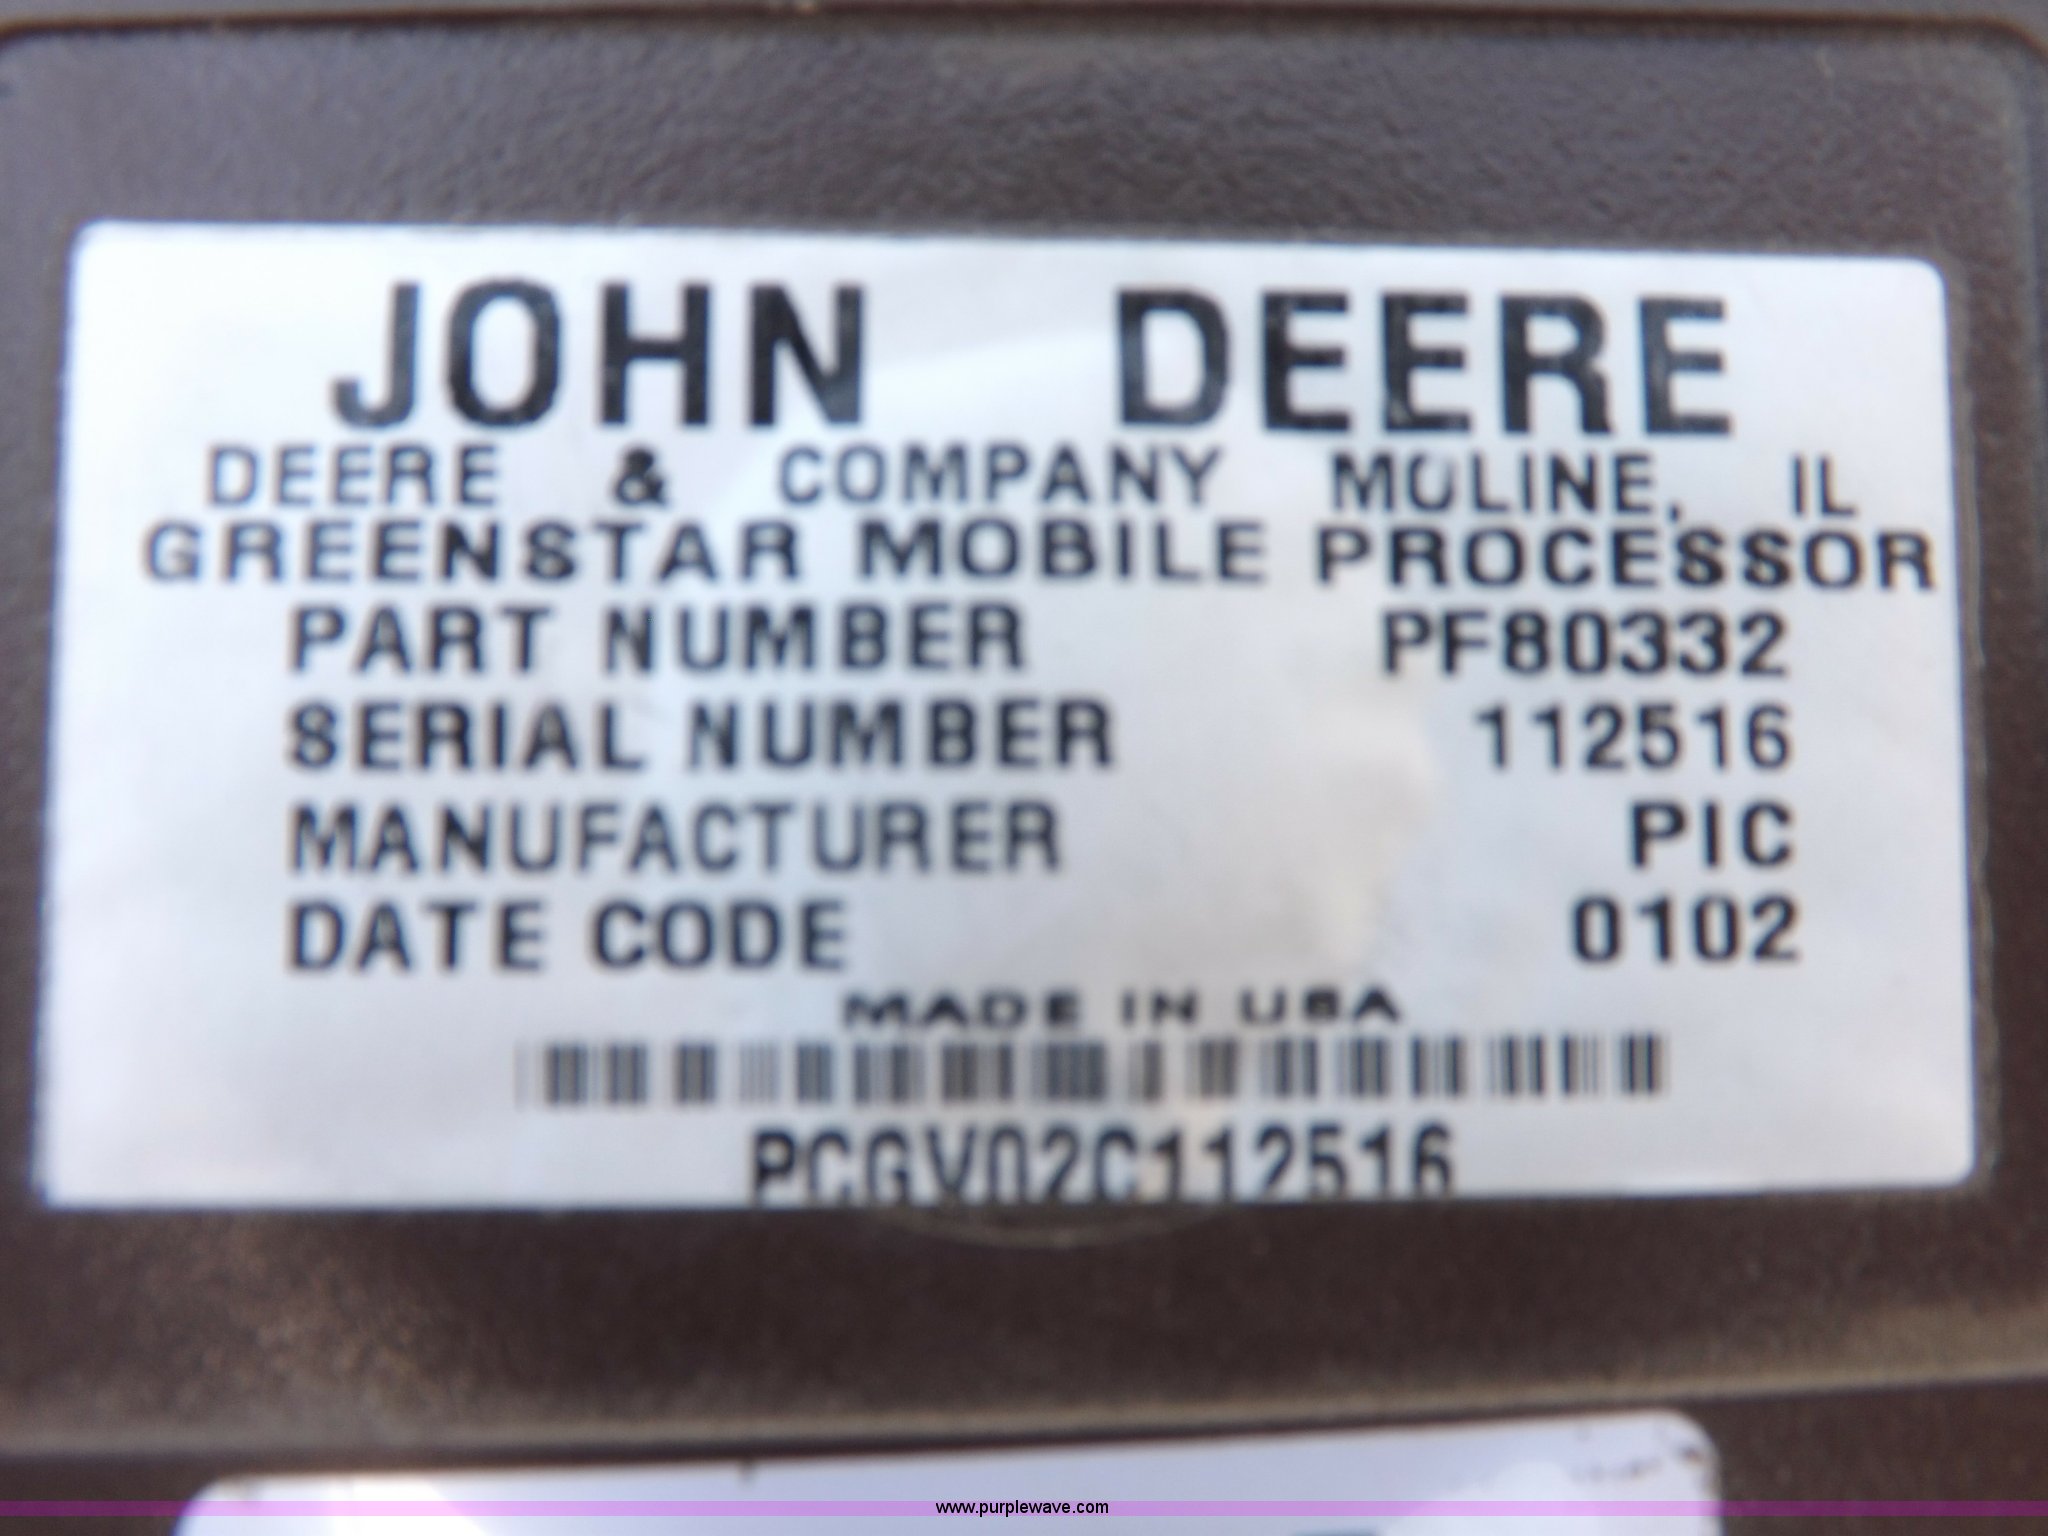 JOHN DEERE
DEERE & COMPANY MOLINE, IL
GREENSTAR MOBILE PROCESSOR
PART NUMBER PF80332
SERIAL NUMBER 112516
MANUFACTURER PIC
DATE CODE 0102
MADE IN USA
PCGV02C112516
www.purplewave.com